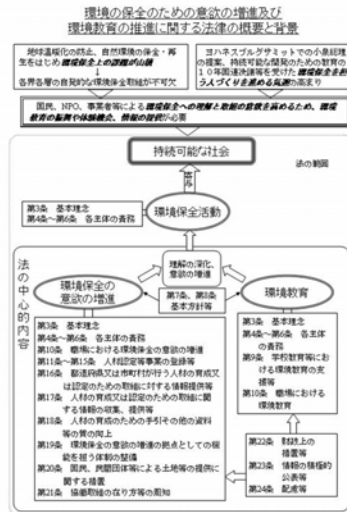 環境の保全のための意欲の増進及び
環境教育の推進に関する法律の概要と背景
地球温暖化の防止、自然環境の保全・再
生をはじめ環境保全上の課題が山積
↓
各界各層の自発的な環境保全取組が不可欠
ヨハネスブルグサミットでの小泉総理
の提案、持続可能な開発のための教育の
10年国連決議等を受けた環境保全を担
う人づくりを進める気運の高まり
国民、NPO、事業者等による環境保全への理解と取組の意欲を高めるため、環境
教育の振興や体験機会、情報の提供が必要
持続可能な社会
法の範囲
第3条 基本理念
第4条～第6条 各主体の責務
環境保全活動
法の中心的内容
理解の深化、
意欲の増進
環境保全の
意欲の増進
第7条、第8条
基本方針等
環境教育
第3条 基本理念
第4条～第6条 各主体の責務
第10条 職場における環境保全の意欲の増進
第11条～第15条 人材認定等事業の登録等
第16条 都道府県又は市町村が行う人材の育成又
は認定のための取組に対する情報提供等
第17条 人材の育成又は認定のための取組に関
する情報の収集、提供等
第18条 人材の育成のための手引その他の資料
等の質の向上
第19条 環境保全の意欲の増進の拠点としての機
能を担う体制の整備
第20条 国民、民間団体等による土地等の提供に
関する措置
第21条 協働取組の在り方等の周知
第3条 基本理念
第4条～第6条 各主体
の責務
第9条 学校教育等にお
ける環境教育の支
援等
第10条 職場における
環境教育
第22条 財政上の
措置等
第23条 情報の積極的
公表等
第24条 配慮等